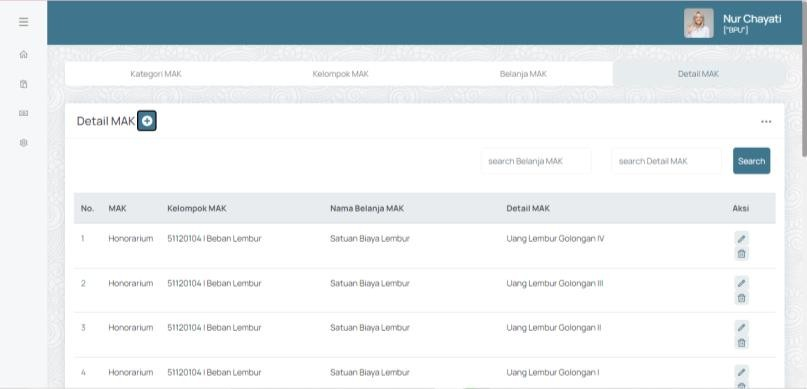 Nur Chayati
["BPU"]
Kategori MAK
Kelompok MAK
Belanja MAK
Detail MAK
Detail MAK
search Belanja MAK
search Detail MAK
Search
No. MAK Kelompok MAK Nama Belanja MAK Detail MAK Aksi
1 Honorarium 51120104 | Beban Lembur Satuan Biaya Lembur Uang Lembur Golongan IV
2 Honorarium 51120104 | Beban Lembur Satuan Biaya Lembur Uang Lembur Golongan III
3 Honorarium 51120104 | Beban Lembur Satuan Biaya Lembur Uang Lembur Golongan II
4 Honorarium 51120104 | Beban Lembur Satuan Biaya Lembur Uang Lembur Golongan I